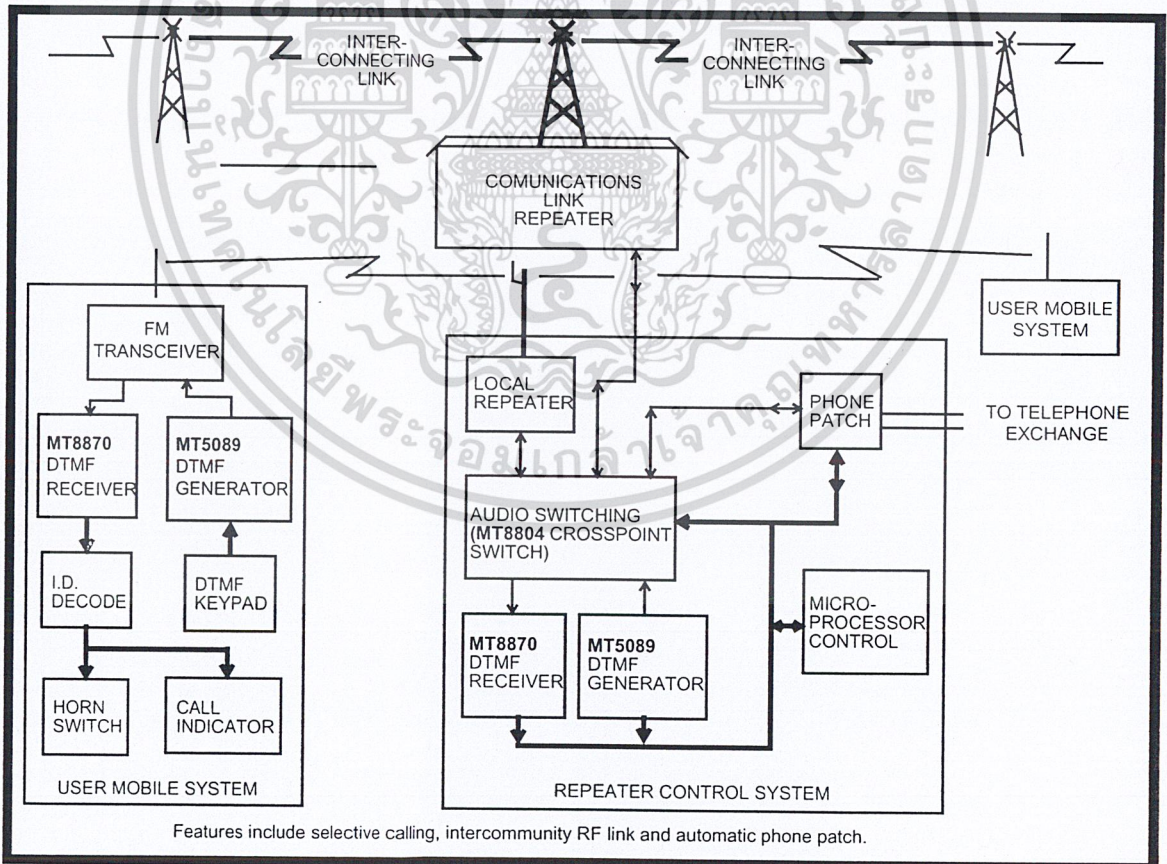 INTER-
CONNECTING
LINK
INTER-
CONNECTING
LINK
COMUNICATIONS
LINK
REPEATER
FM
TRANSCEIVER
MT8870
DTMF
RECEIVER
MT5089
DTMF
GENERATOR
I.D.
DECODE
DTMF
KEYPAD
HORN
SWITCH
CALL
INDICATOR
USER MOBILE SYSTEM
LOCAL
REPEATER
PHONE
PATCH
TO TELEPHONE
EXCHANGE
USER MOBILE
SYSTEM
AUDIO SWITCHING
(MT8804 CROSSPOINT
SWITCH)
MT8870
DTMF
RECEIVER
MT5089
DTMF
GENERATOR
MICRO-
PROCESSOR
CONTROL
REPEATER CONTROL SYSTEM
Features include selective calling, intercommunity RF link and automatic phone patch.